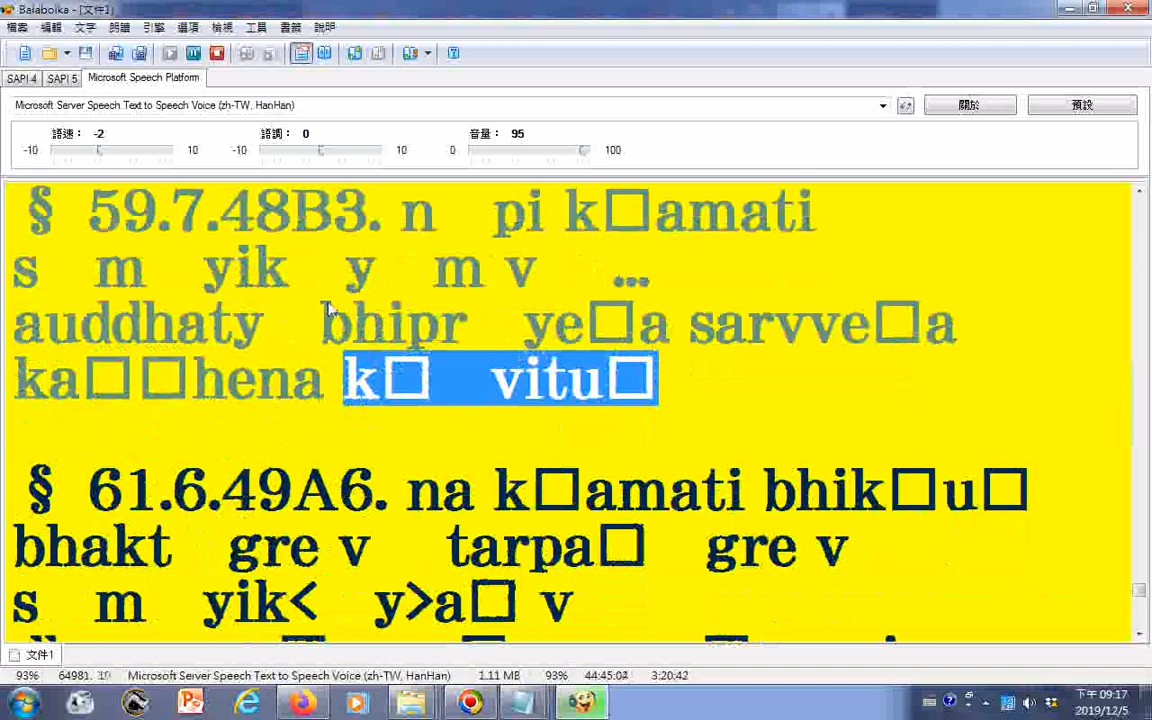 Balabolka - [文件1]
檔案 編輯 文字 朗讀 引擎 選項 檢視 工具 書籤 說明
SAPI 4 SAPI 5 Microsoft Speech Platform
Microsoft Server Speech Text to Speech Voice (zh-TW, HanHan) 關於 預設
語速： -2 語調： 0 音量： 95
-10 10 -10 10 0 100
§ 59.7.48B3. n pi k□amati
s m yik y m v ...
auddhaty bhipr ye□a sarvve□a
ka□□hena k□ vitu□
§ 61.6.49A6. na k□amati bhik□u□
bhakt gre v tarpa□ gre v
s m yik< y>a□ v
文件1
93% Microsoft Server Speech Text to Speech Voice (zh-TW, HanHan) 1.11 MB 93% 44:45:04 3:20:42
下午 09:17
2019/12/5